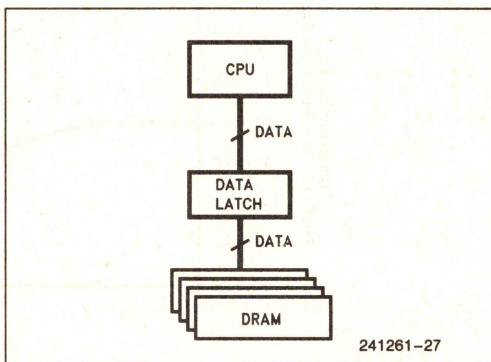 CPU
DATA
DATA
LATCH
DATA
DRAM
241261-27